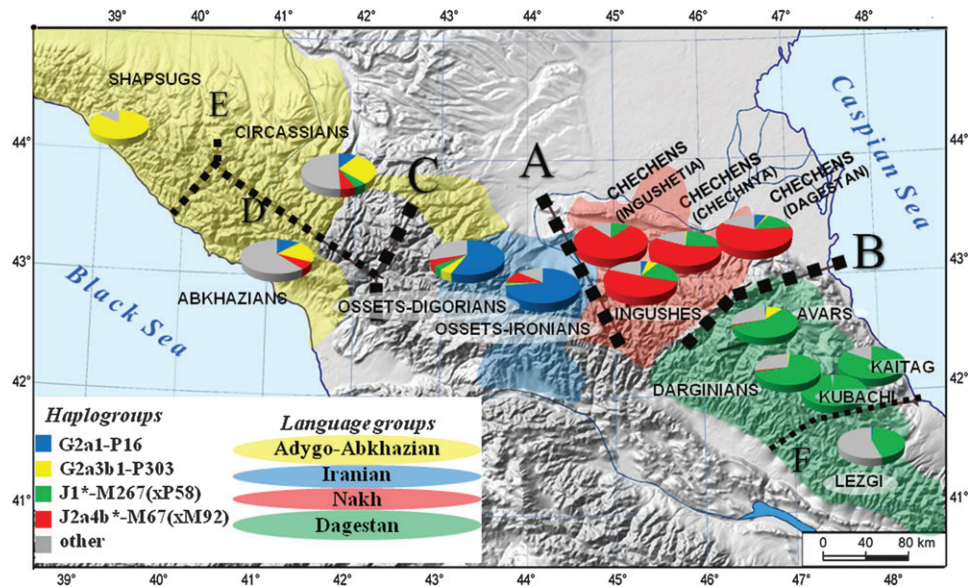 39° 40° 41° 42° 43° 44° 45° 46° 47° 48°
SHAPSUGS
E
44°
CIRCASSIANS
C
A
CHECHENS
(INGUSHETIA)
CHECHENS
(CHECHNYA)
CHECHENS
(DAGESTAN)
Caspian Sea
44°
D
43°
B
43°
ABKHAZIANS
OSSETS-DIGORIANS
OSSETS-IRONIANS
INGUSHES
AVARS
Black Sea
42°
DARGINIANS
KUBACHI
KAITAG
42°
F
LEZGI
41°
41°
Haplogroups
G2a1-P16
G2a3b1-P303
J1*-M267(xP58)
J2a4b*-M67(xM92)
other
Language groups
Adygo-Abkhazian
Iranian
Nakh
Dagestan
0 40 80 km
39° 40° 41° 42° 43° 44° 45° 46° 47° 48°